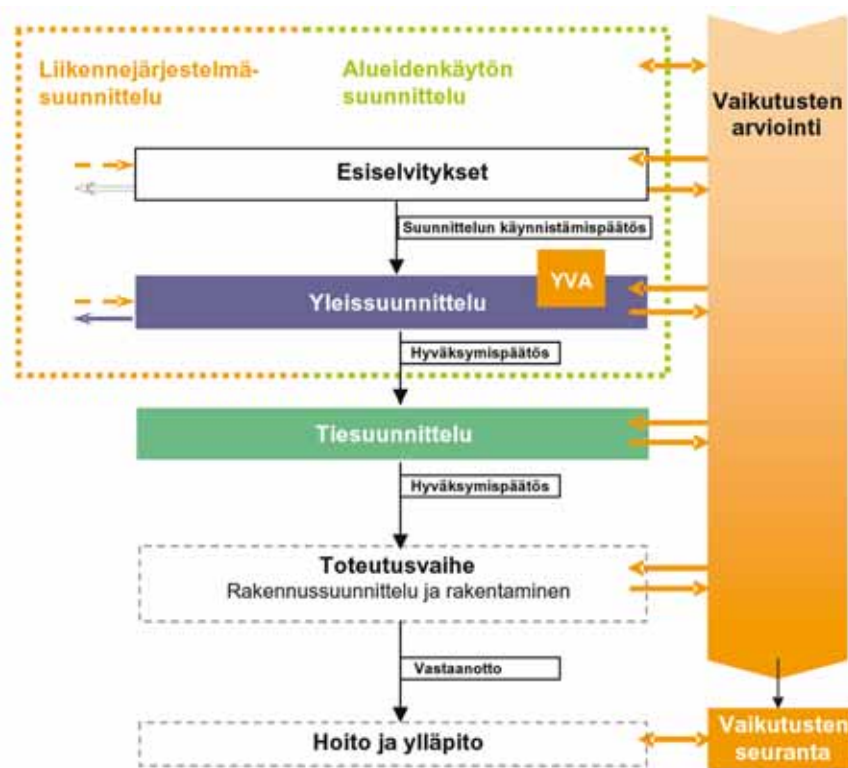 Liikennejärjestelmä-
suunnittelu
Alueidenkäytön
suunnittelu
Vaikutusten
arviointi
Esiselvitykset
Suunnittelun käynnistämispäätös
YVA
Yleissuunnittelu
Hyväksymispäätös
Tiesuunnittelu
Hyväksymispäätös
Toteutusvaihe
Rakennussuunnittelu ja rakentaminen
Vastaanotto
Hoito ja ylläpito
Vaikutusten
seuranta